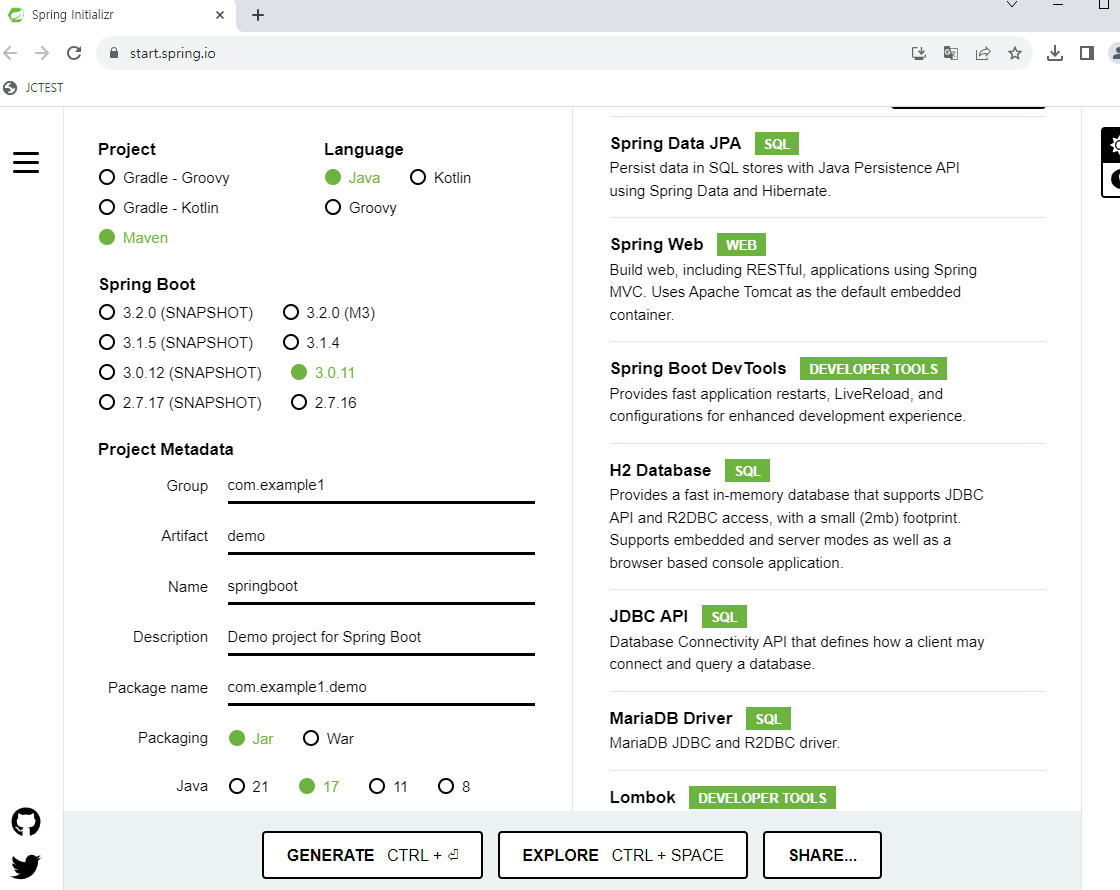 Spring Initializr
start.spring.io
JCTEST
Project
Gradle - Groovy
Gradle - Kotlin
Maven
Language
Java Kotlin
Groovy
Spring Boot
3.2.0 (SNAPSHOT) 3.2.0 (M3)
3.1.5 (SNAPSHOT) 3.1.4
3.0.12 (SNAPSHOT) 3.0.11
2.7.17 (SNAPSHOT) 2.7.16
Project Metadata
Group com.example1
Artifact demo
Name springboot
Description Demo project for Spring Boot
Package name com.example1.demo
Packaging Jar War
Java 21 17 11 8
Spring Data JPA SQL
Persist data in SQL stores with Java Persistence API
using Spring Data and Hibernate.
Spring Web WEB
Build web, including RESTful, applications using Spring
MVC. Uses Apache Tomcat as the default embedded
container.
Spring Boot DevTools DEVELOPER TOOLS
Provides fast application restarts, LiveReload, and
configurations for enhanced development experience.
H2 Database SQL
Provides a fast in-memory database that supports JDBC
API and R2DBC access, with a small (2mb) footprint.
Supports embedded and server modes as well as a
browser based console application.
JDBC API SQL
Database Connectivity API that defines how a client may
connect and query a database.
MariaDB Driver SQL
MariaDB JDBC and R2DBC driver.
Lombok DEVELOPER TOOLS
GENERATE CTRL + ⏎ EXPLORE CTRL + SPACE SHARE...